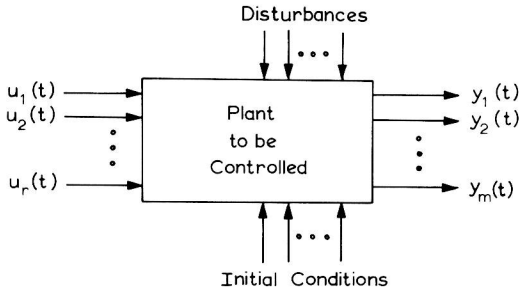 Disturbances
u₁(t)
u₂(t)
uᵣ(t)
Plant
to be
Controlled
y₁(t)
y₂(t)
yₘ(t)
Initial Conditions